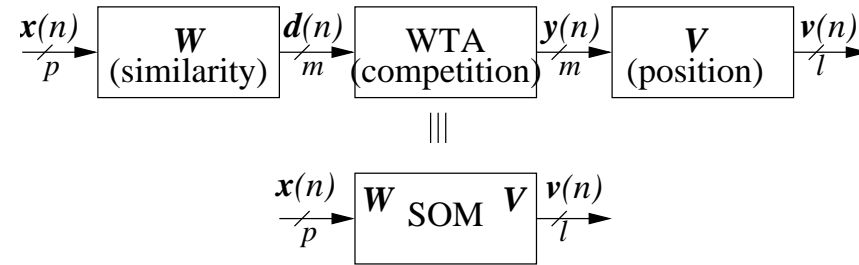 x(n) W d(n) WTA y(n) V v(n)
p (similarity) m (competition) m (position) l
x(n) W SOM V v(n)
p l